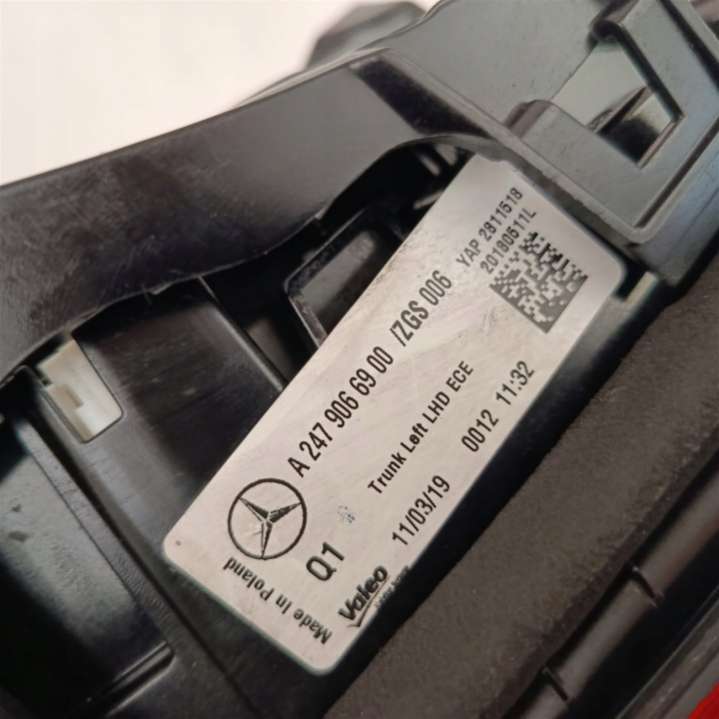 A 247 906 69 00 /ZGS 006
YAP 2811518
20180511L
Q1
Trunk Left LHD ECE
11/03/19 0012 11:32
Made In Poland
Valeo